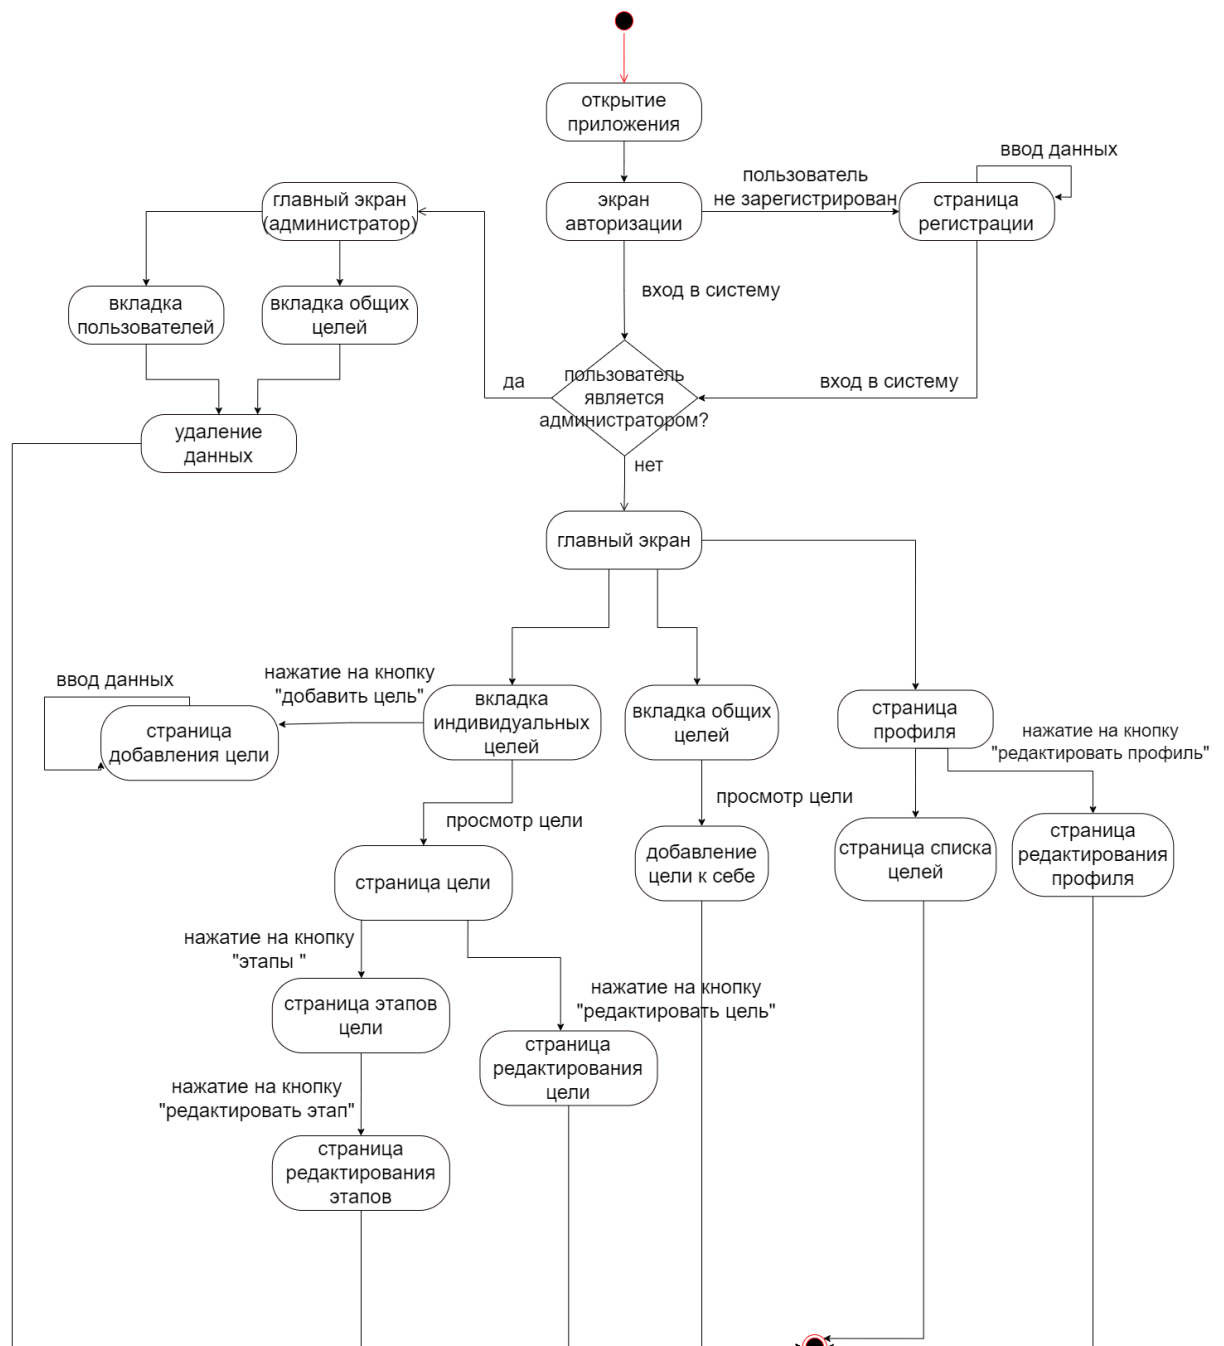 открытие
приложения
ввод данных
пользователь
не зарегистрирован
главный экран
(администратор)
экран
авторизации
страница
регистрации
вход в систему
вкладка
пользователей
вкладка общих
целей
да
пользователь
является
администратором?
вход в систему
удаление
данных
нет
главный экран
ввод данных
нажатие на кнопку
"добавить цель"
страница
добавления цели
вкладка
индивидуальных
целей
вкладка общих
целей
страница
профиля
нажатие на кнопку
"редактировать профиль"
просмотр цели
просмотр цели
страница цели
добавление
цели к себе
страница списка
целей
страница
редактирования
профиля
нажатие на кнопку
"этапы "
страница этапов
цели
нажатие на кнопку
"редактировать цель"
страница
редактирования
цели
нажатие на кнопку
"редактировать этап"
страница
редактирования
этапов